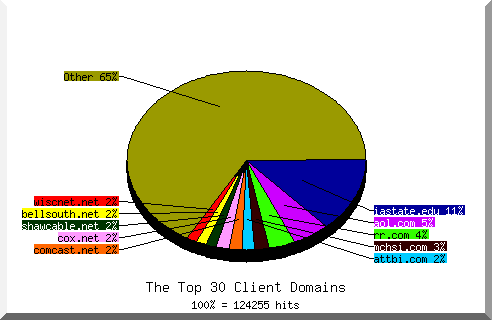 Other 65%
wiscnet.net 2%
bellsouth.net 2%
shawcable.net 2%
cox.net 2%
comcast.net 2%
iastate.edu 11%
aol.com 5%
rr.com 4%
mchsi.com 3%
attbi.com 2%
The Top 30 Client Domains
100% = 124255 hits